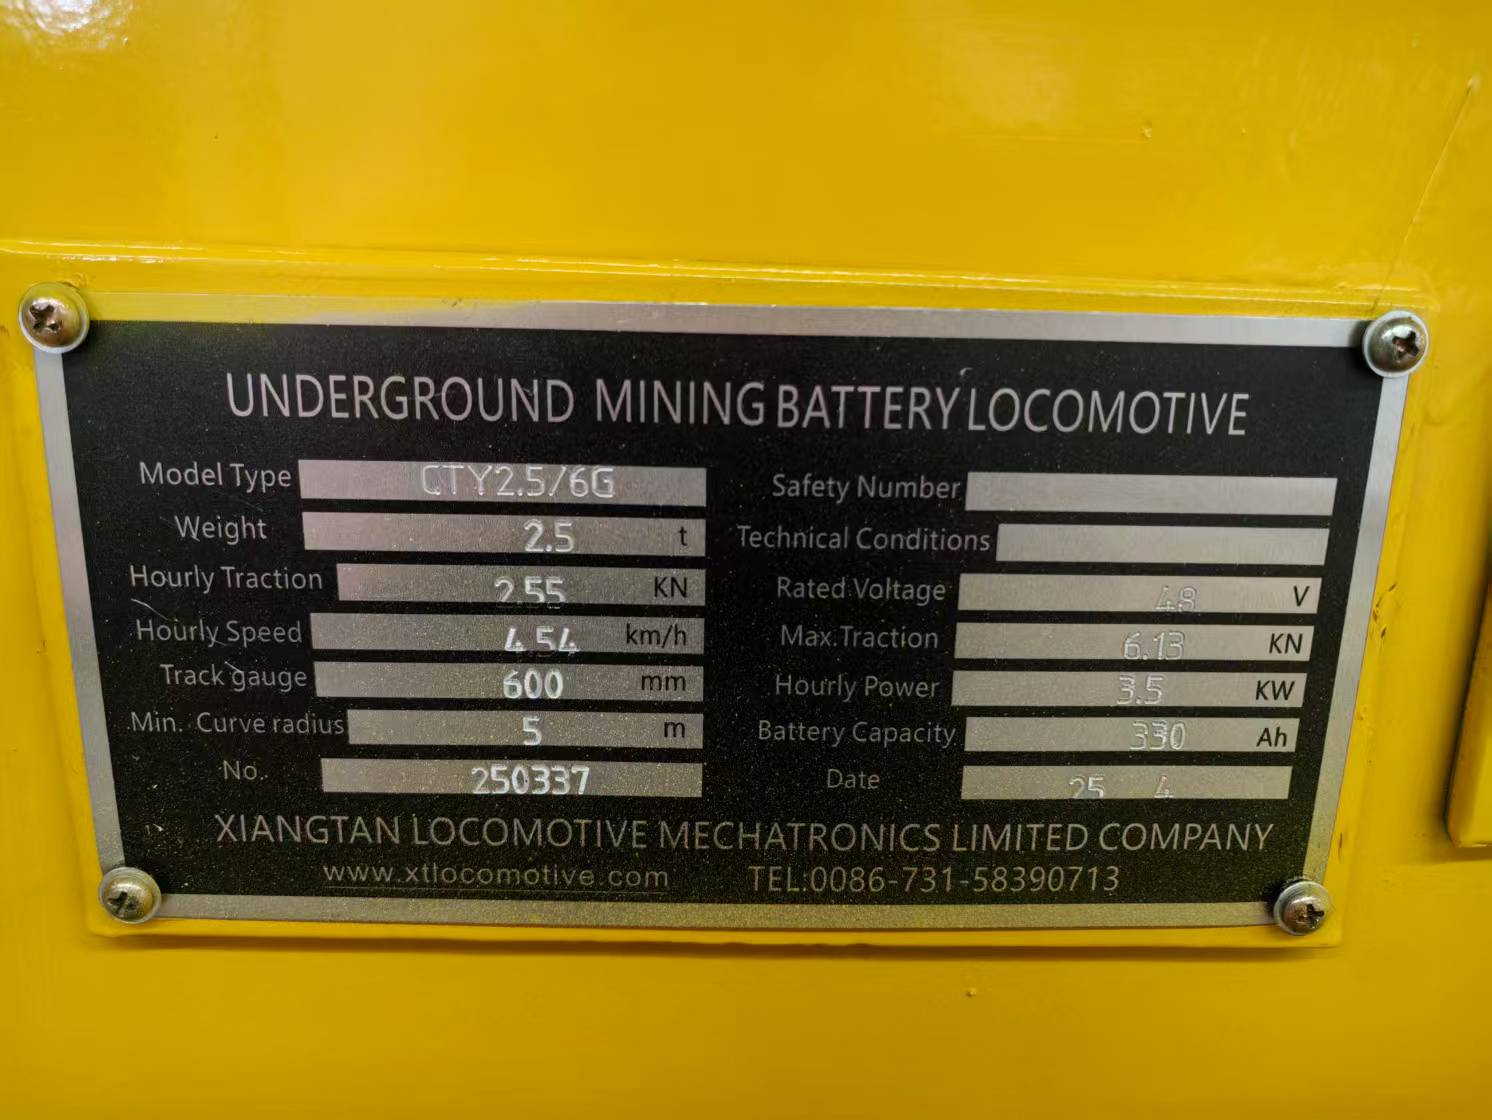 UNDERGROUND MINING BATTERY LOCOMOTIVE
Model Type CTY2.5/6G Safety Number
Weight 2.5 t Technical Conditions
Hourly Traction 2.55 KN Rated Voltage 48 V
Hourly Speed 4.54 km/h Max.Traction 6.13 KN
Track gauge 600 mm Hourly Power 3.5 KW
Min. Curve radius 5 m Battery Capacity 330 Ah
No. 250337 Date 25 4
XIANGTAN LOCOMOTIVE MECHATRONICS LIMITED COMPANY
www.xtlocomotive.com TEL:0086-731-58390713